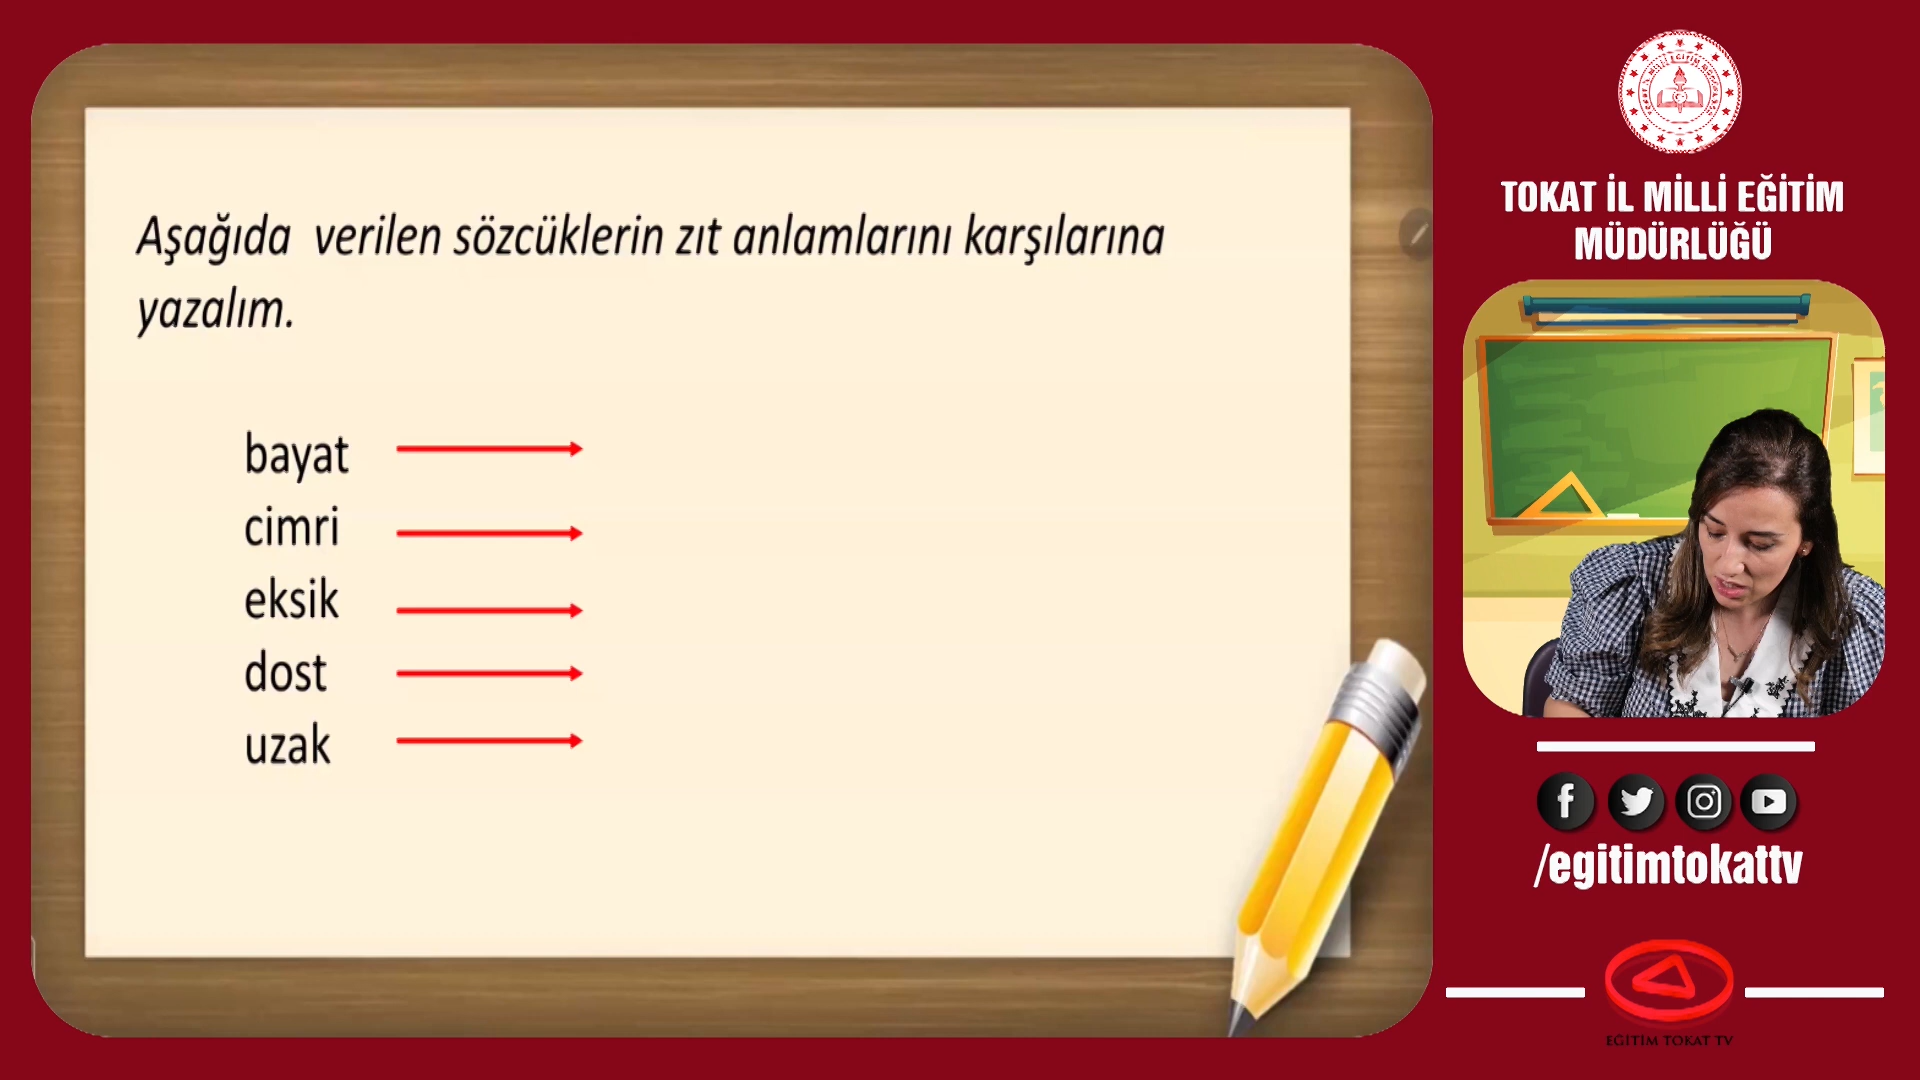 Aşağıda verilen sözcüklerin zıt anlamlarını karşılarına
yazalım.
bayat
cimri
eksik
dost
uzak
TOKAT İL MİLLİ EĞİTİM
MÜDÜRLÜĞÜ
/egitimtokattv
EĞİTİM TOKAT TV